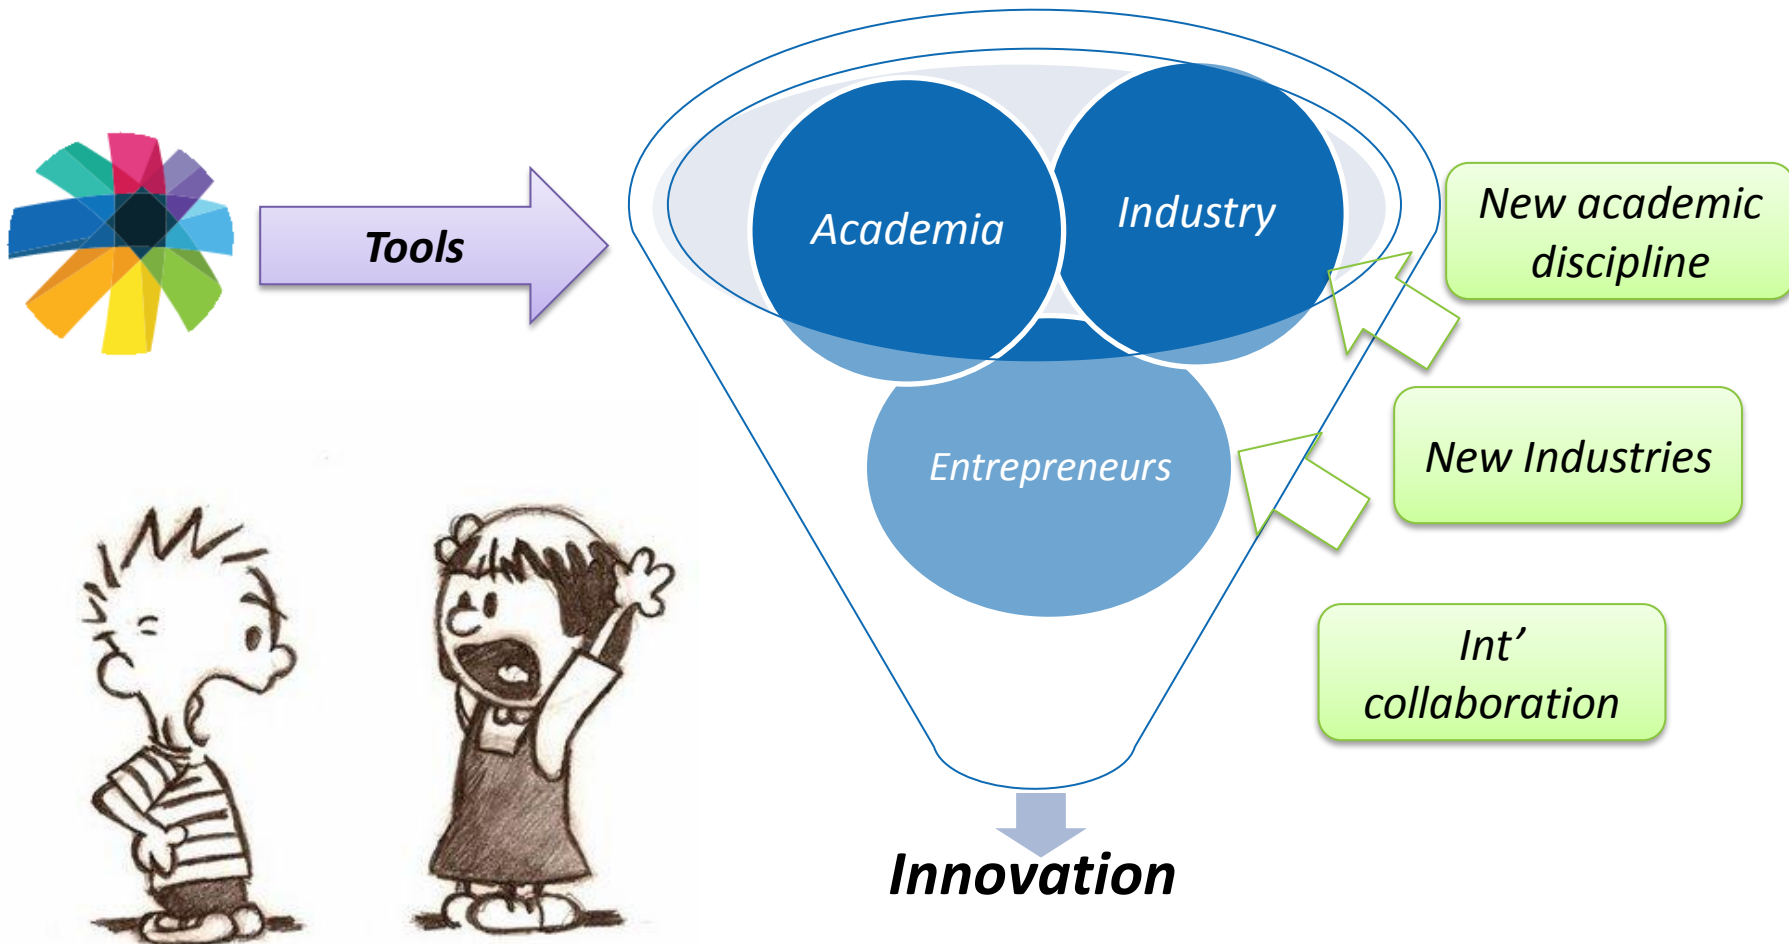 Tools
Academia
Industry
Entrepreneurs
New academic
discipline
New Industries
Int’
collaboration
Innovation